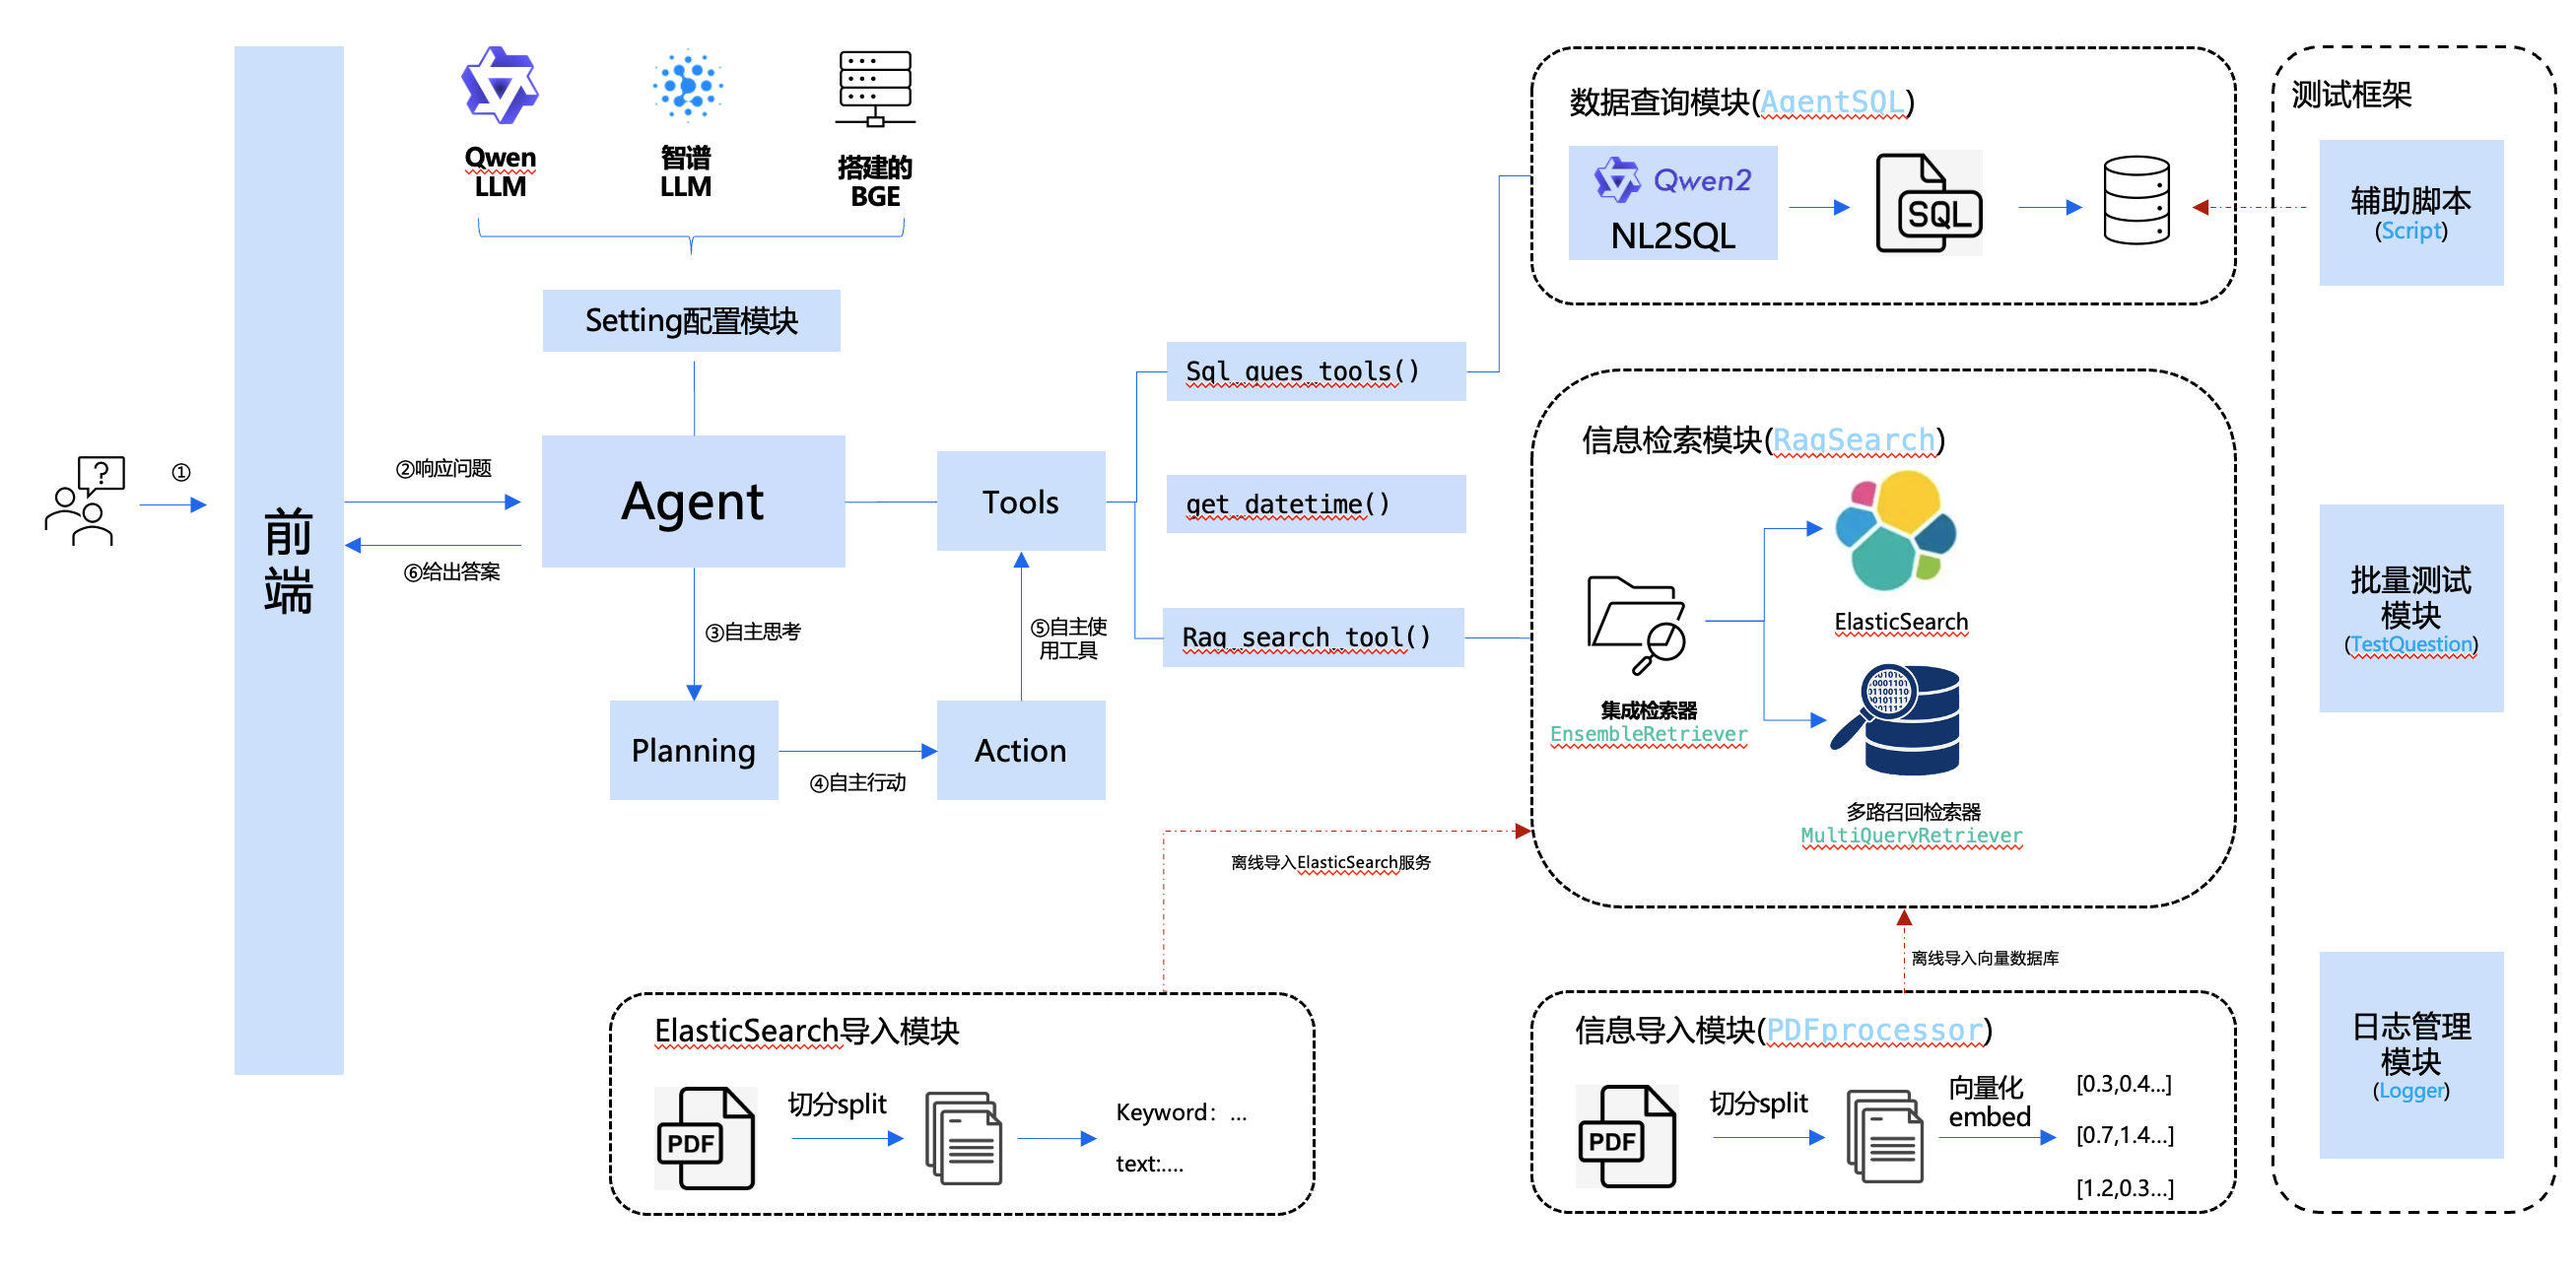 Qwen
LLM
智谱
LLM
搭建的
BGE
Setting配置模块
前
端
?
①
②响应问题
⑥给出答案
Agent
③自主思考
Planning
④自主行动
Action
⑤自主使
用工具
Tools
Sql_ques_tools()
get_datetime()
Rag_search_tool()
数据查询模块(AgentSQL)
Qwen2
NL2SQL
SQL
信息检索模块(RagSearch)
集成检索器
EnsembleRetriever
ElasticSearch
多路召回检索器
MultiQueryRetriever
离线导入ElasticSearch服务
离线导入向量数据库
ElasticSearch导入模块
PDF
切分split
Keyword：...
text:....
信息导入模块(PDFprocessor)
PDF
切分split
向量化
embed
[0.3,0.4...]
[0.7,1.4...]
[1.2,0.3...]
测试框架
辅助脚本
(Script)
批量测试
模块
(TestQuestion)
日志管理
模块
(Logger)